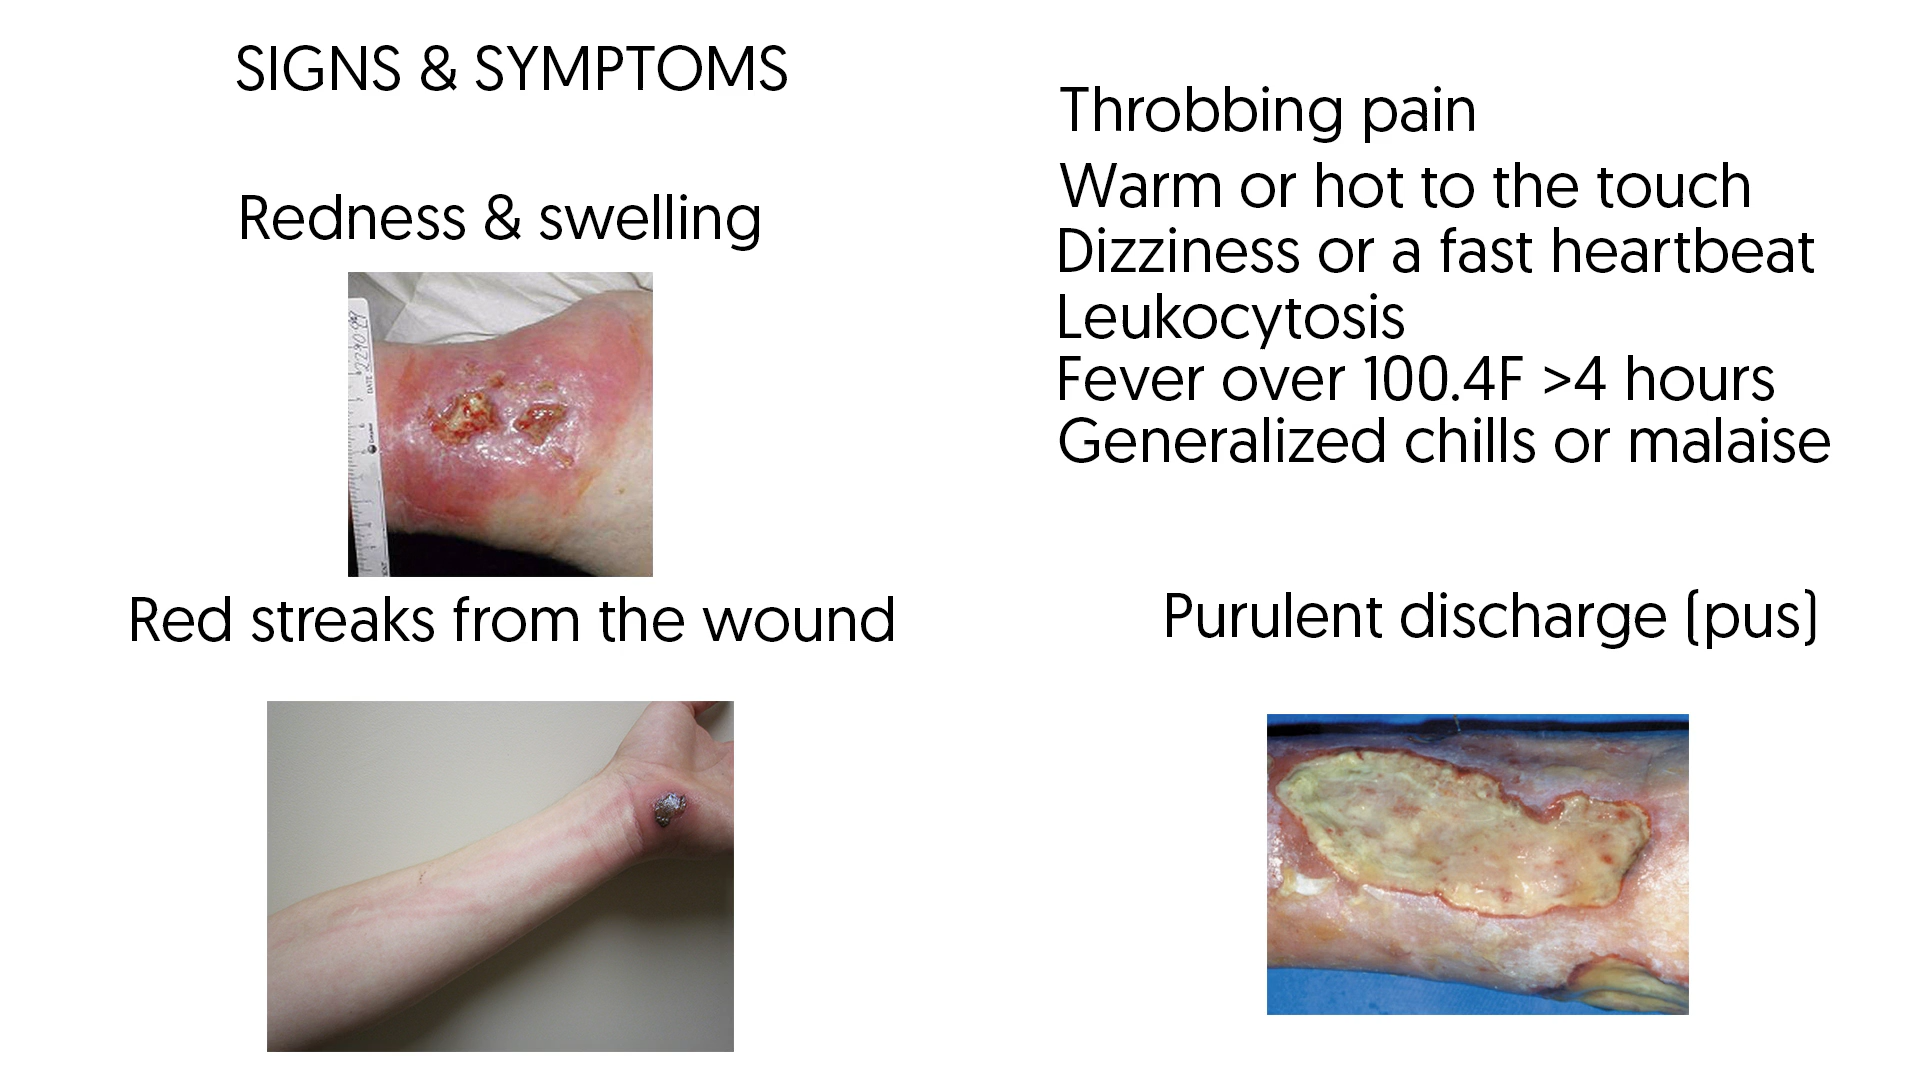 SIGNS & SYMPTOMS
Redness & swelling
Red streaks from the wound
Throbbing pain
Warm or hot to the touch
Dizziness or a fast heartbeat
Leukocytosis
Fever over 100.4F >4 hours
Generalized chills or malaise
Purulent discharge (pus)